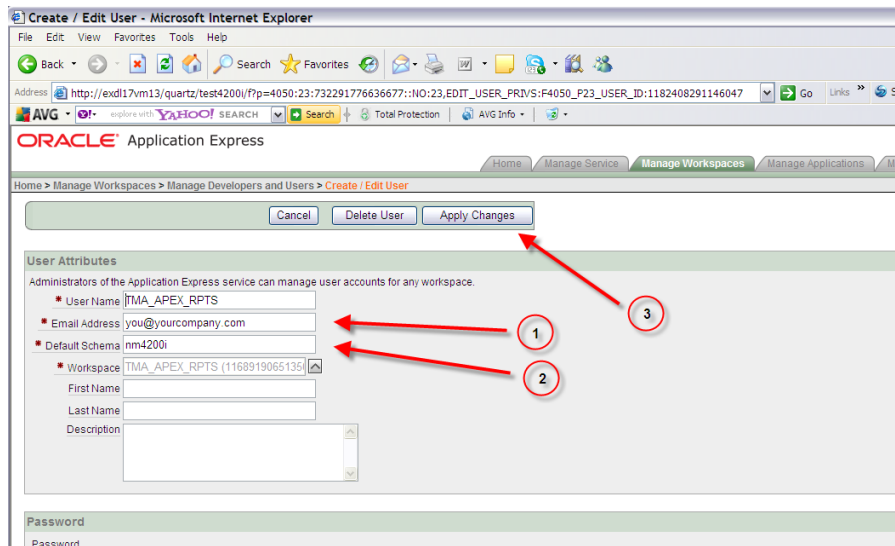 Create / Edit User - Microsoft Internet Explorer
File Edit View Favorites Tools Help
Back Search Favorites
Address http://exdl17vm13/quartz/test4200i/f?p=4050:23:732291776636677::NO:23,EDIT_USER_PRIVS:F4050_P23_USER_ID:1182408291146047 Go Links »
AVG explore with YAHOO! SEARCH Search Total Protection AVG Info
ORACLE Application Express
Home Manage Service Manage Workspaces Manage Applications
Home > Manage Workspaces > Manage Developers and Users > Create / Edit User
Cancel Delete User Apply Changes
User Attributes
Administrators of the Application Express service can manage user accounts for any workspace.
* User Name TMA_APEX_RPTS
3
* Email Address you@yourcompany.com
1
* Default Schema nm4200i
* Workspace TMA_APEX_RPTS (1168919065135
2
First Name
Last Name
Description
Password
Password